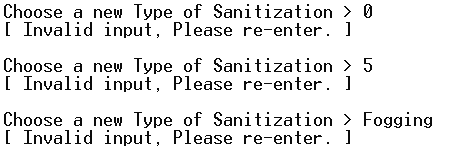 Choose a new Type of Sanitization > 0
[ Invalid input, Please re-enter. ]
Choose a new Type of Sanitization > 5
[ Invalid input, Please re-enter. ]
Choose a new Type of Sanitization > Fogging
[ Invalid input, Please re-enter. ]